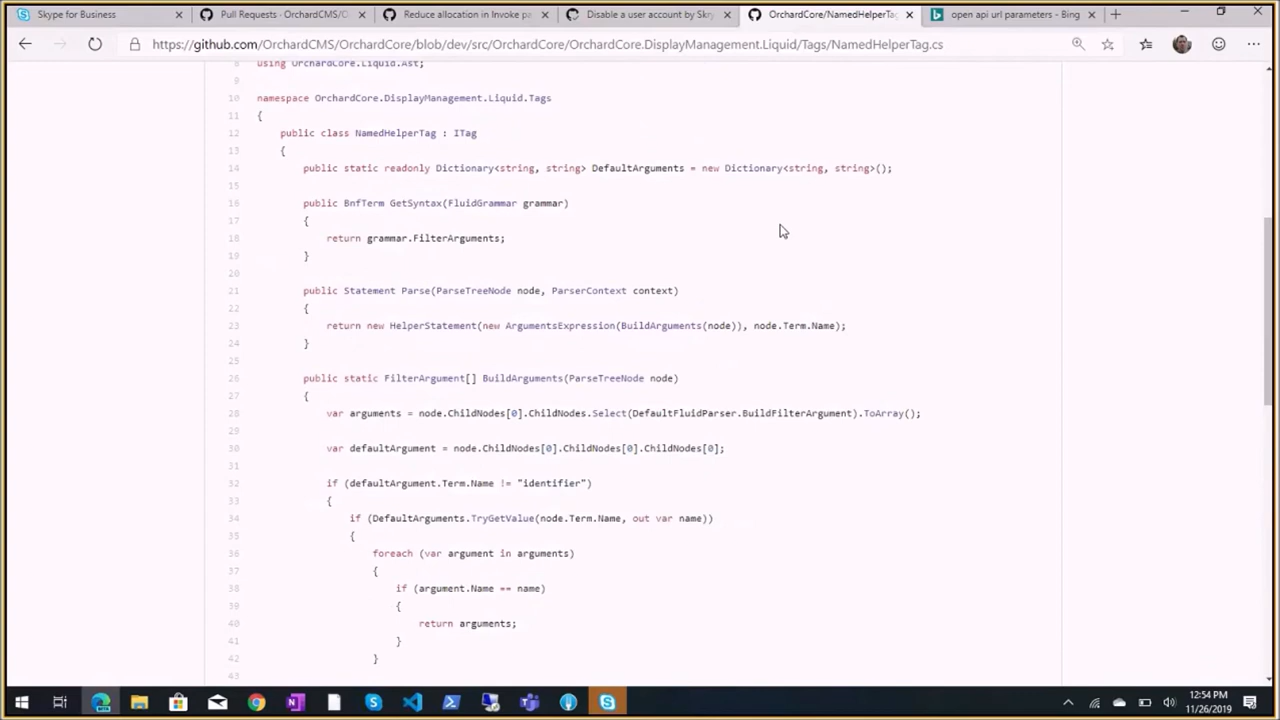 Skype for Business
Pull Requests · OrchardCMS/O
Reduce allocation in Invoke pa
Disable a user account by Skry
OrchardCore/NamedHelperTag
open api url parameters - Bing
https://github.com/OrchardCMS/OrchardCore/blob/dev/src/OrchardCore/OrchardCore.DisplayManagement.Liquid/Tags/NamedHelperTag.cs
8 using OrchardCore.Liquid.Ast;
9
10 namespace OrchardCore.DisplayManagement.Liquid.Tags
11 {
12 public class NamedHelperTag : ITag
13 {
14 public static readonly Dictionary<string, string> DefaultArguments = new Dictionary<string, string>();
15
16 public BnfTerm GetSyntax(FluidGrammar grammar)
17 {
18 return grammar.FilterArguments;
19 }
20
21 public Statement Parse(ParseTreeNode node, ParserContext context)
22 {
23 return new HelperStatement(new ArgumentsExpression(BuildArguments(node)), node.Term.Name);
24 }
25
26 public static FilterArgument[] BuildArguments(ParseTreeNode node)
27 {
28 var arguments = node.ChildNodes[0].ChildNodes.Select(DefaultFluidParser.BuildFilterArgument).ToArray();
29
30 var defaultArgument = node.ChildNodes[0].ChildNodes[0].ChildNodes[0];
31
32 if (defaultArgument.Term.Name != "identifier")
33 {
34 if (DefaultArguments.TryGetValue(node.Term.Name, out var name))
35 {
36 foreach (var argument in arguments)
37 {
38 if (argument.Name == name)
39 {
40 return arguments;
41 }
42 }
43
12:54 PM
11/26/2019